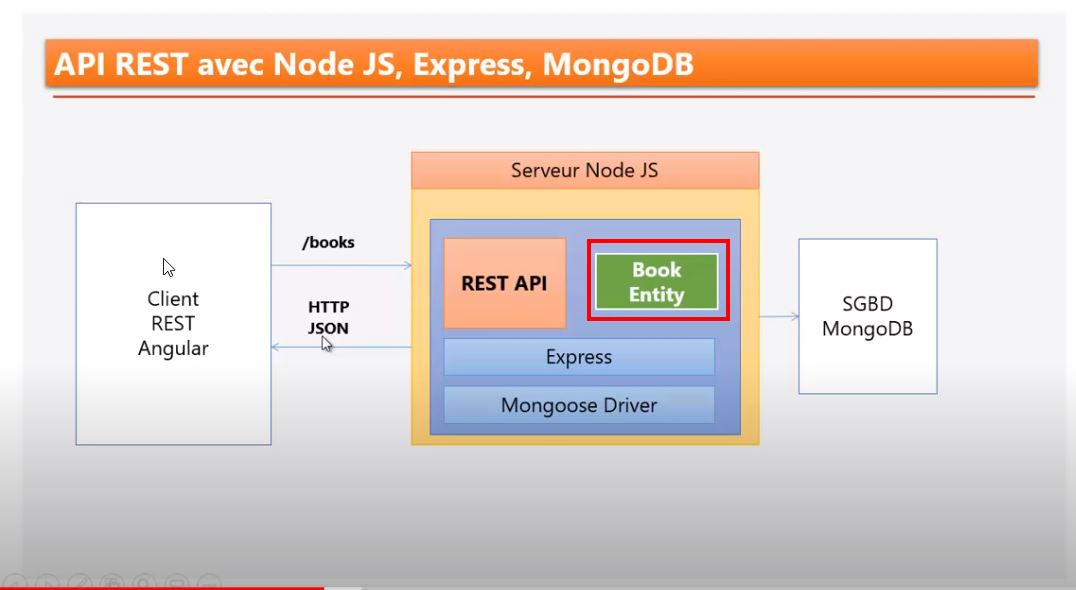 API REST avec Node JS, Express, MongoDB
Serveur Node JS
/books
HTTP
JSON
Client
REST
Angular
REST API
Book
Entity
Express
Mongoose Driver
SGBD
MongoDB